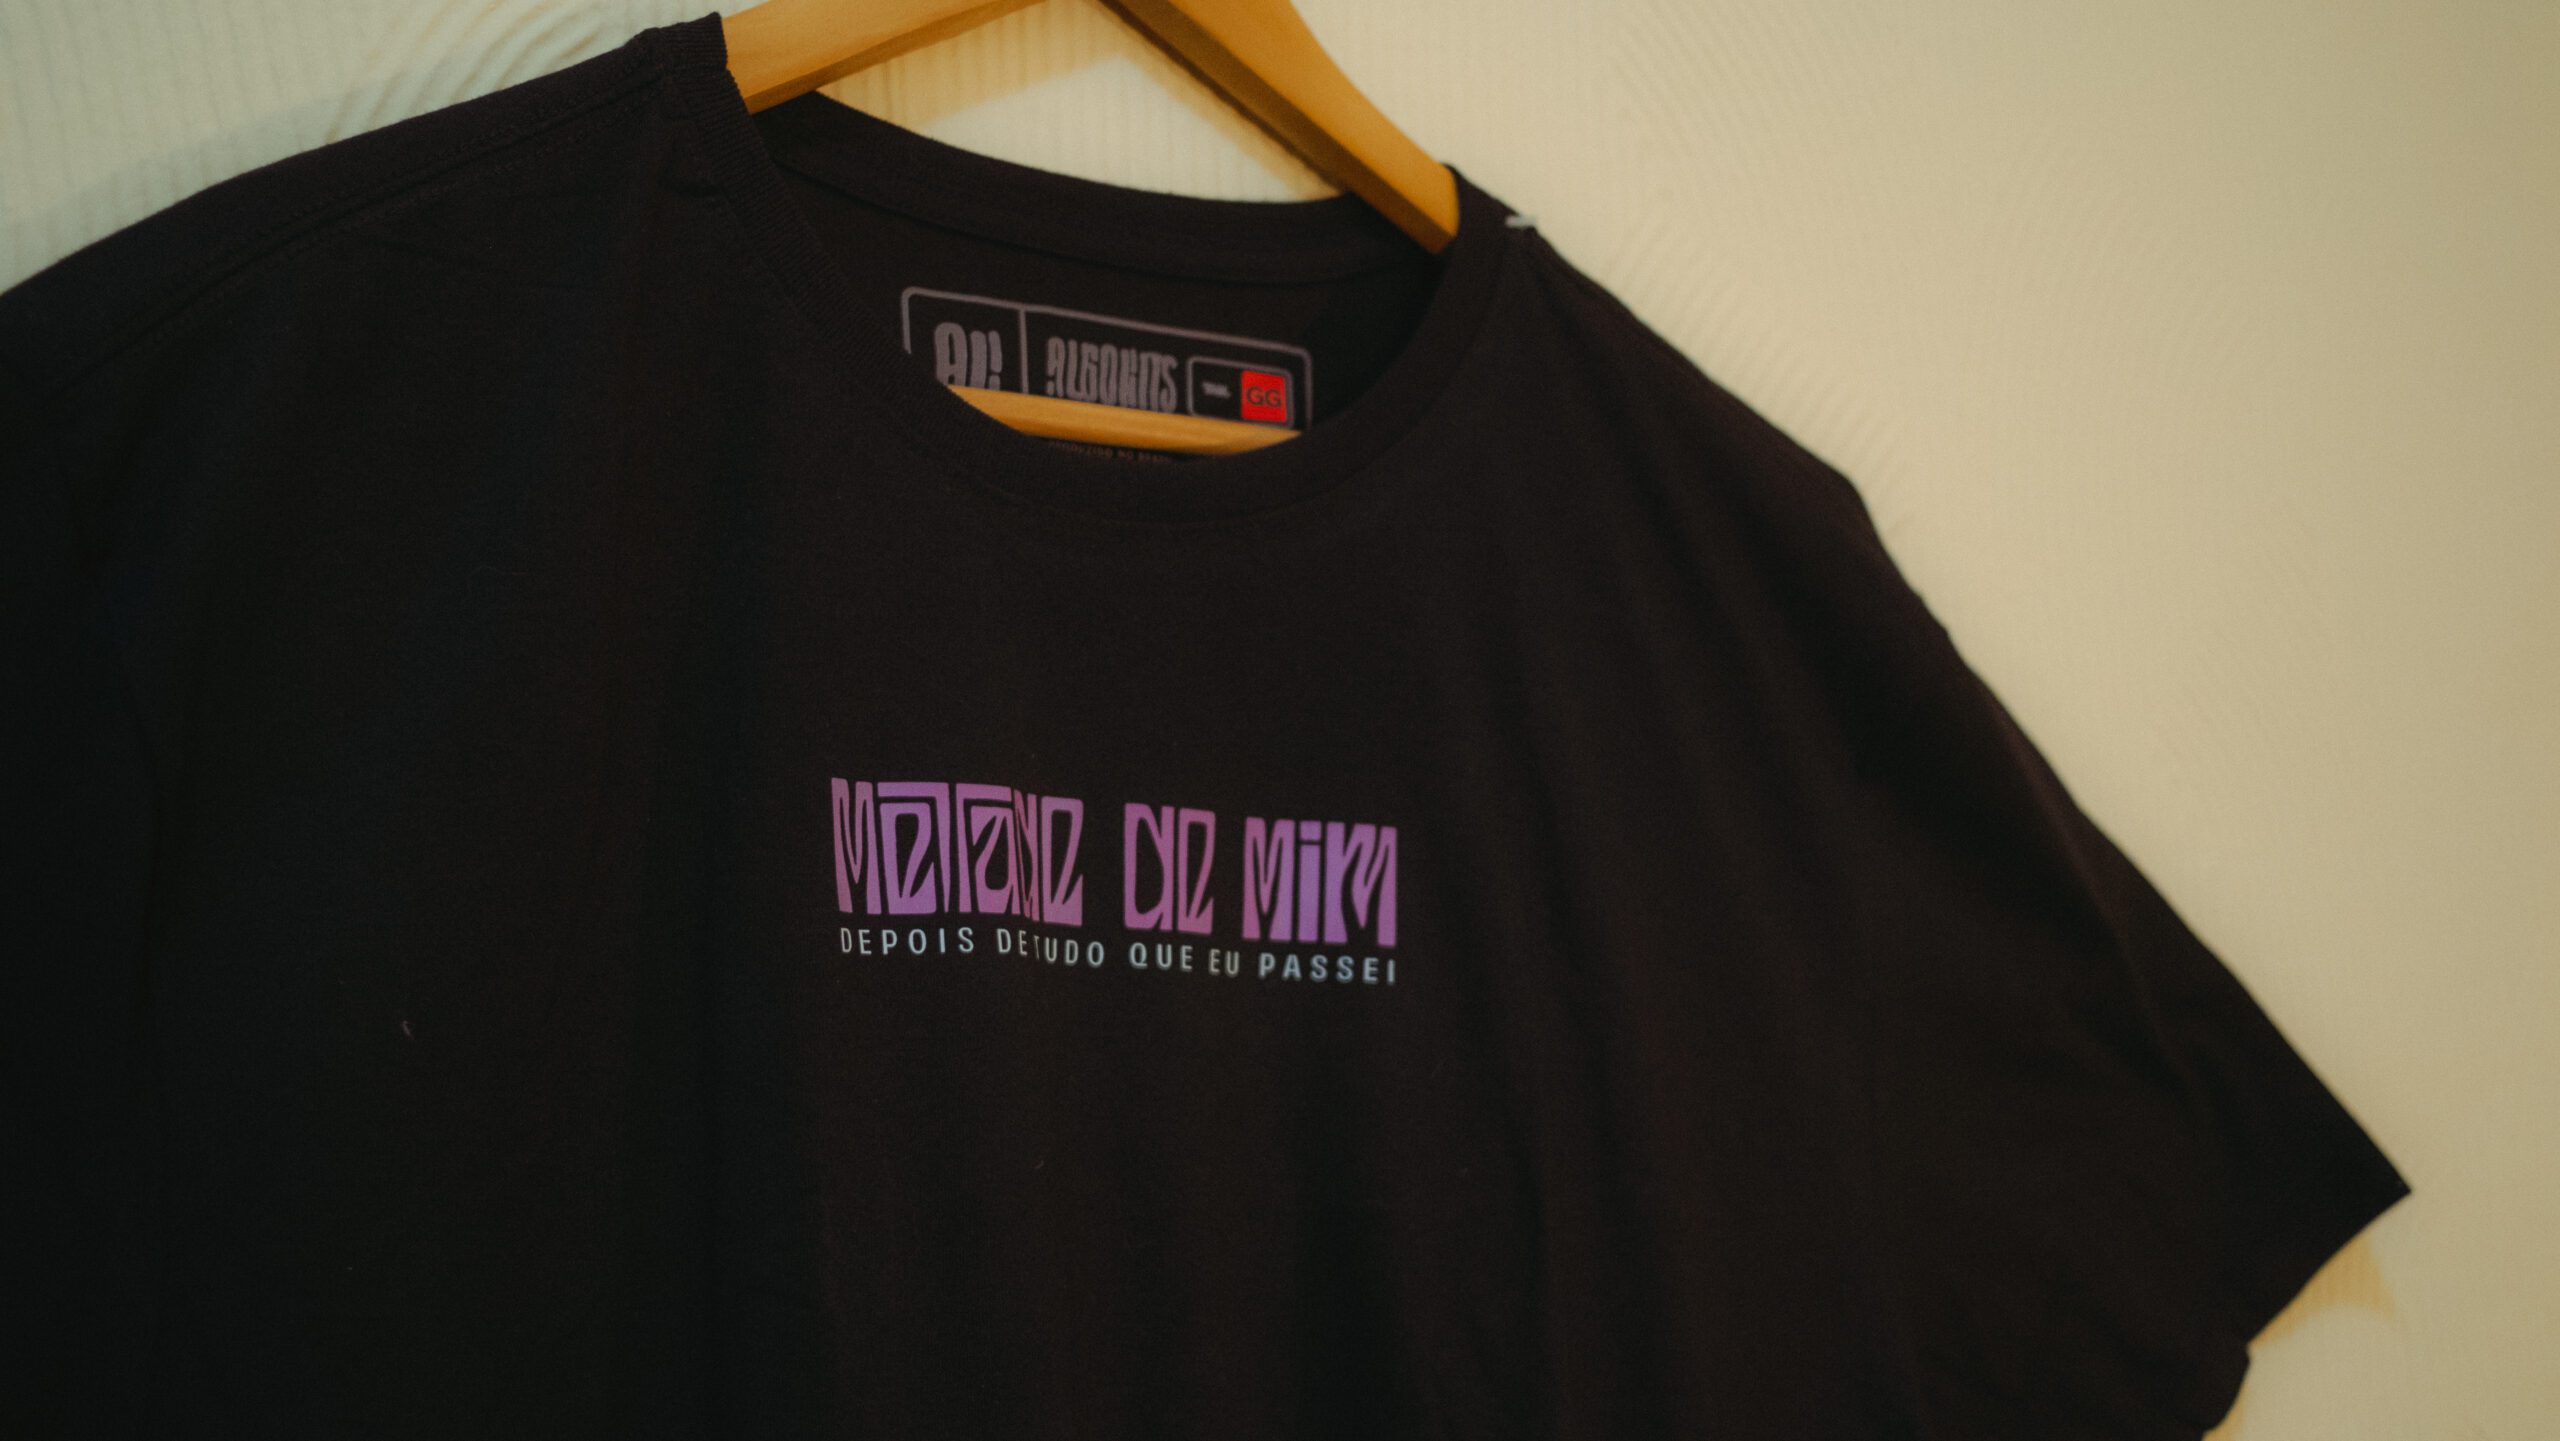 GG
METADE DE MIM
DEPOIS DE TUDO QUE EU PASSEI